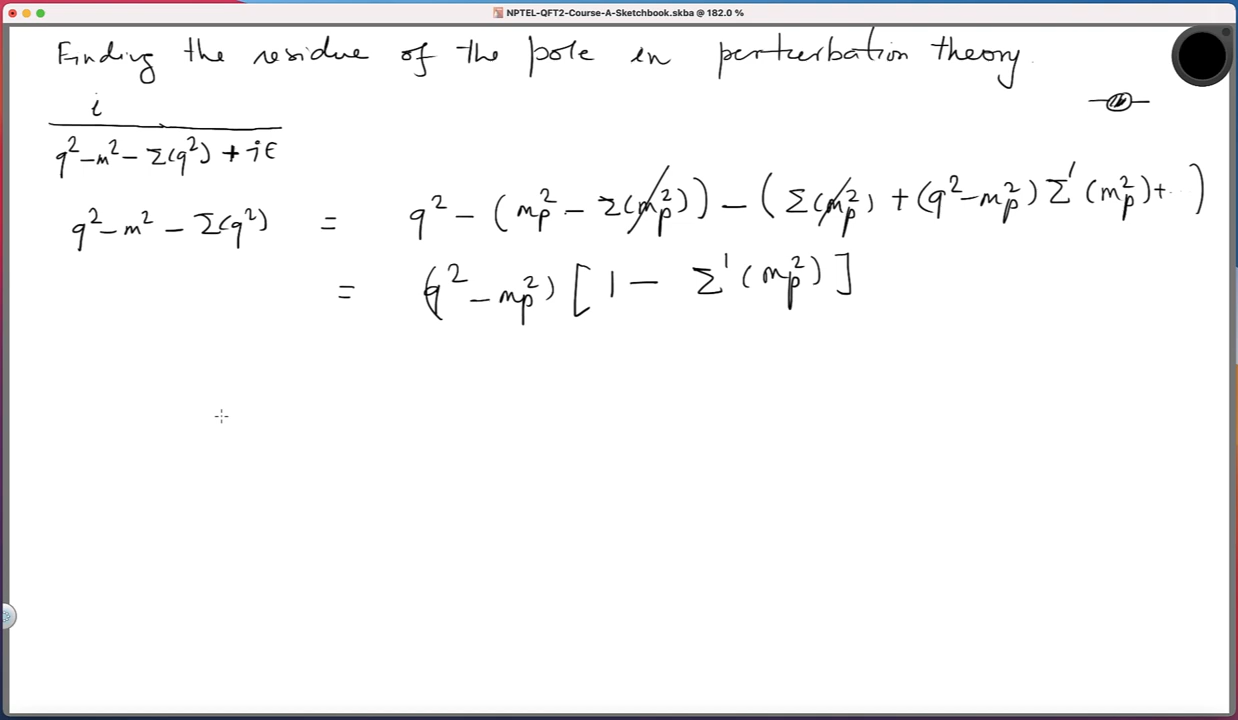 NPTEL-QFT2-Course-A-Sketchbook.skba @ 182.0 %
Finding the residue of the pole in perturbation theory.
i
q²-m²-Σ(q²) + iϵ
q²-m² - Σ(q²) = q² - (mp² - Σ(mp²)) - (Σ(mp²) + (q²-mp²) Σ'(mp²)+ .. )
= (q²-mp²) [1 - Σ'(mp²)]